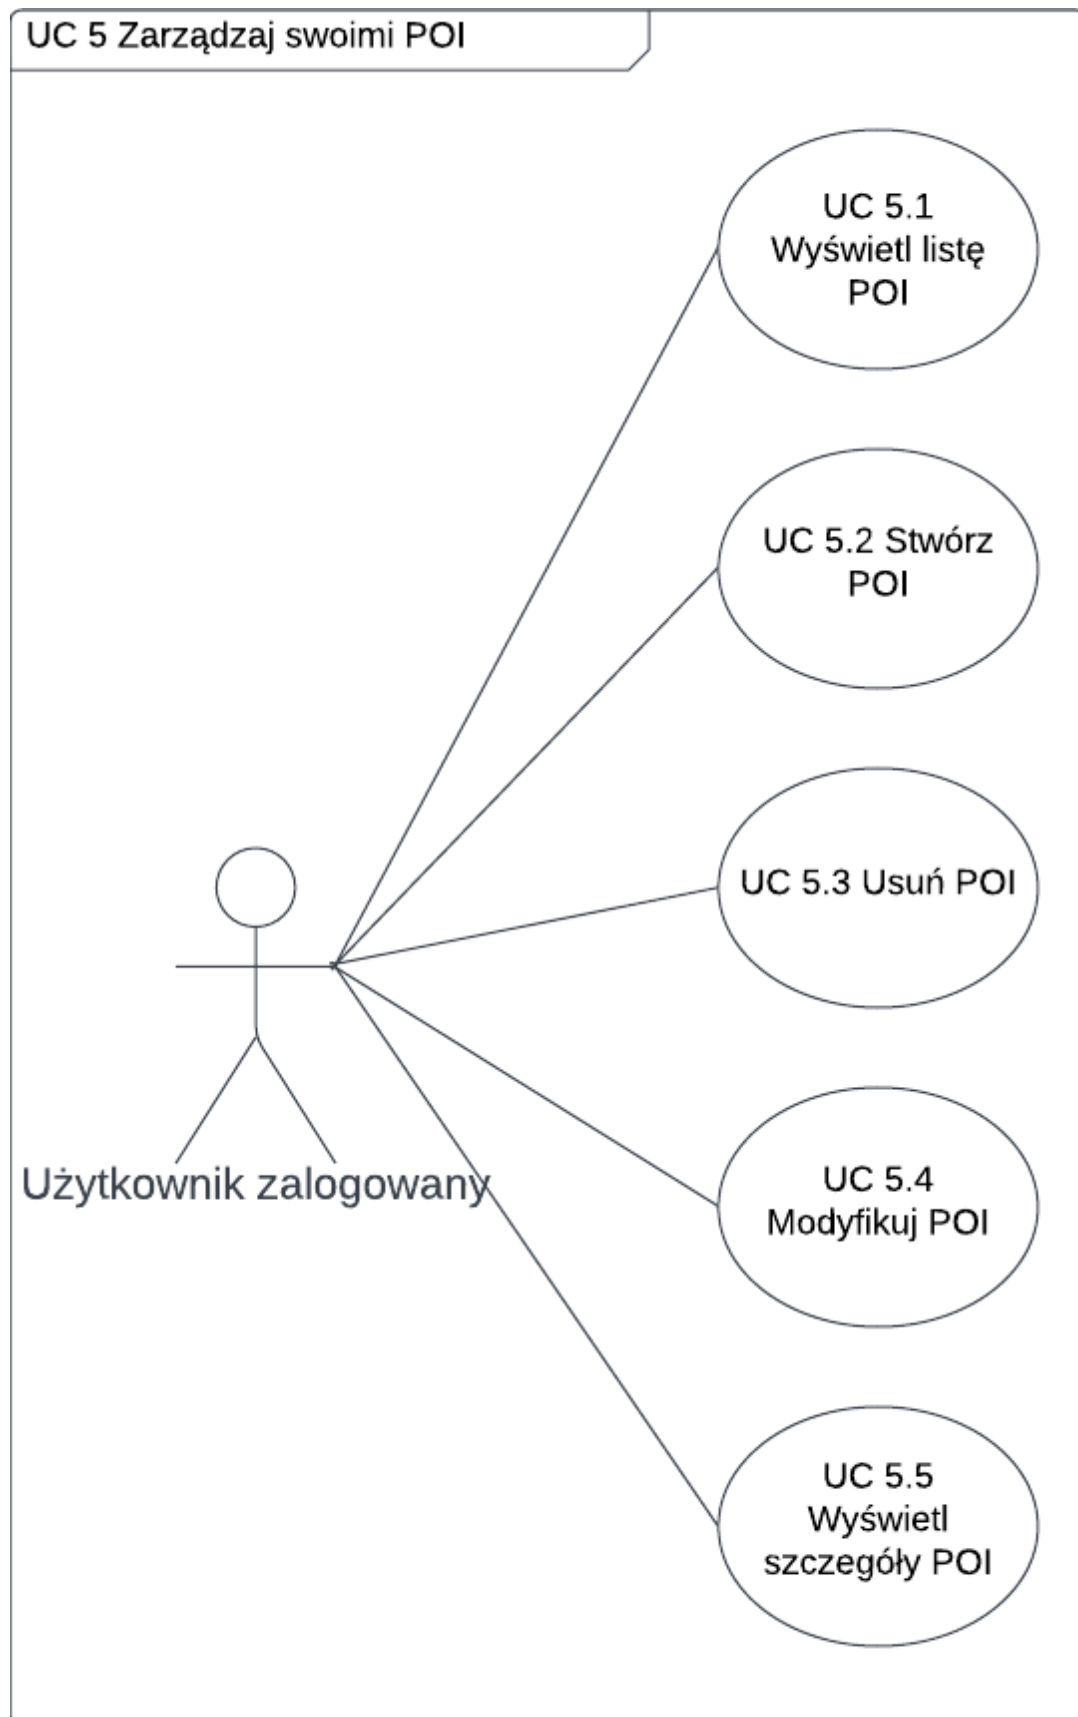 UC 5 Zarządzaj swoimi POI
UC 5.1
Wyświetl listę
POI
UC 5.2 Stwórz
POI
UC 5.3 Usuń POI
Użytkownik zalogowany
UC 5.4
Modyfikuj POI
UC 5.5
Wyświetl
szczegóły POI